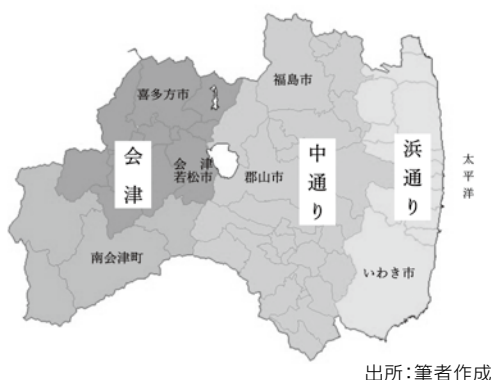 福島市
喜多方市
会津
中通り
浜通り
太平洋
会津
若松市
郡山市
南会津町
いわき市
出所：筆者作成